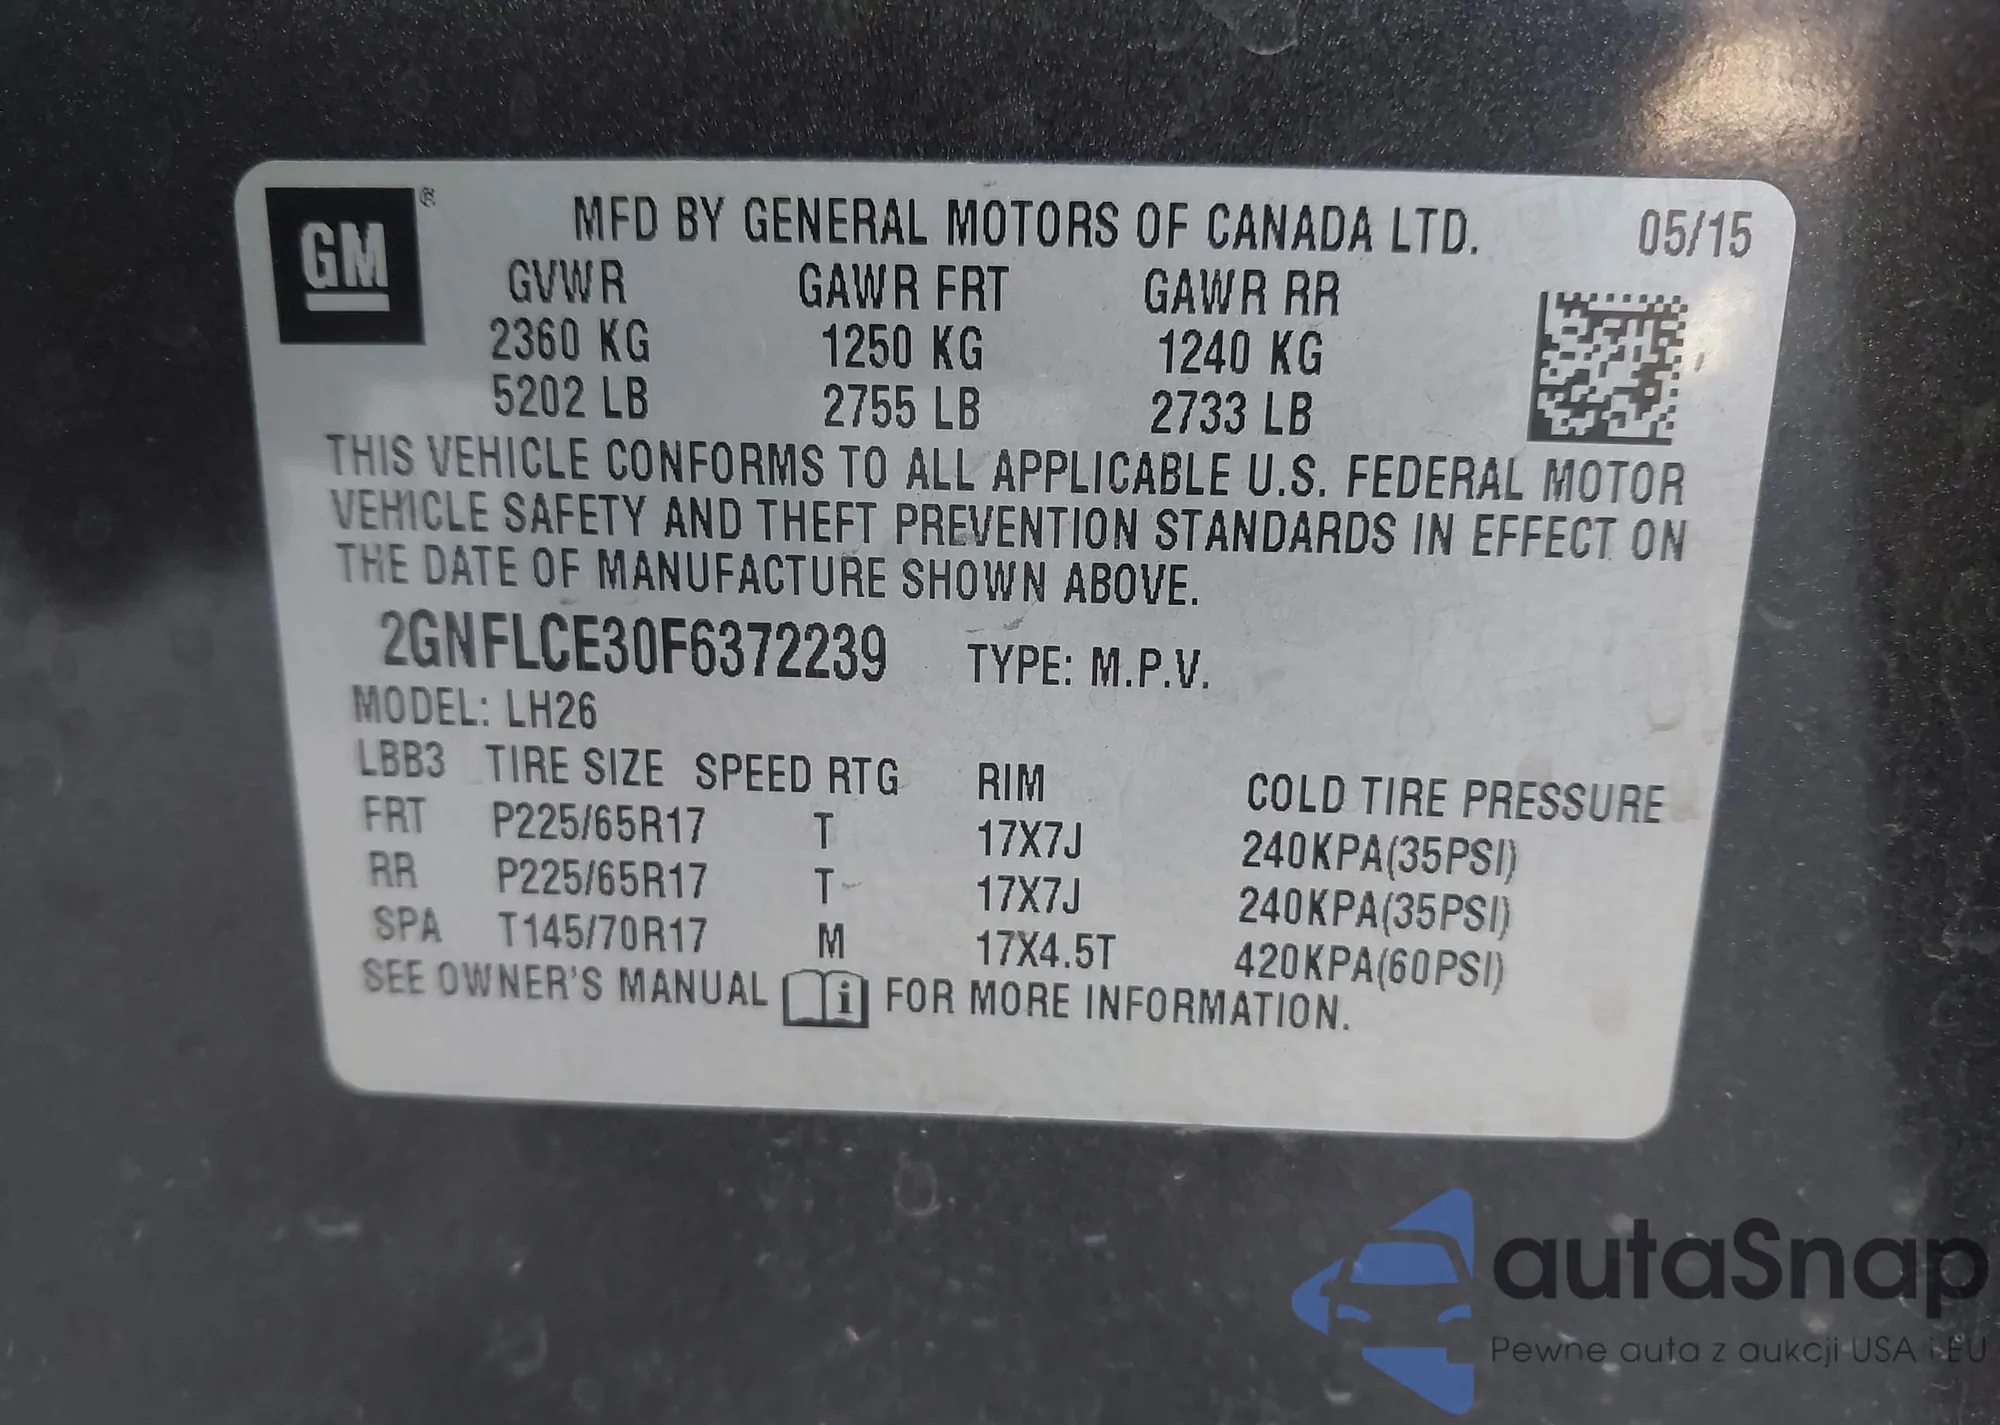 GM ®
MFD BY GENERAL MOTORS OF CANADA LTD. 05/15
GVWR GAWR FRT GAWR RR
2360 KG 1250 KG 1240 KG
5202 LB 2755 LB 2733 LB
THIS VEHICLE CONFORMS TO ALL APPLICABLE U.S. FEDERAL MOTOR
VEHICLE SAFETY AND THEFT PREVENTION STANDARDS IN EFFECT ON
THE DATE OF MANUFACTURE SHOWN ABOVE.
2GNFLCE30F6372239 TYPE: M.P.V.
MODEL: LH26
LBB3 TIRE SIZE SPEED RTG RIM COLD TIRE PRESSURE
FRT P225/65R17 T 17X7J 240KPA(35PSI)
RR P225/65R17 T 17X7J 240KPA(35PSI)
SPA T145/70R17 M 17X4.5T 420KPA(60PSI)
SEE OWNER'S MANUAL i FOR MORE INFORMATION.
autaSnap
Pewne auta z aukcji USA i EU